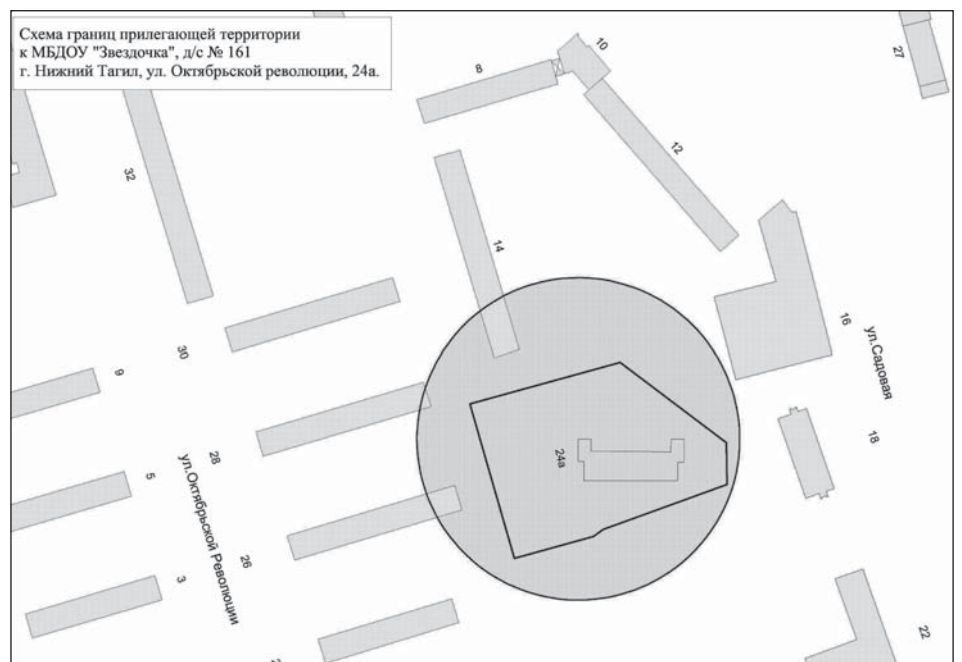 Схема границ прилегающей территории
к МБДОУ "Звездочка", д/с № 161
г. Нижний Тагил, ул. Октябрьской революции, 24а.
10
8
27
12
32
14
16
ул.Садовая
30
9
18
28
24а
5
ул.Октябрьской Революции
26
3
22